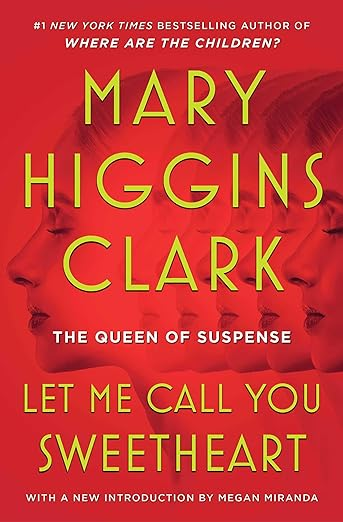 #1 NEW YORK TIMES BESTSELLING AUTHOR OF
WHERE ARE THE CHILDREN?
MARY
HIGGINS
CLARK
THE QUEEN OF SUSPENSE
LET ME CALL YOU
SWEETHEART
WITH A NEW INTRODUCTION BY MEGAN MIRANDA